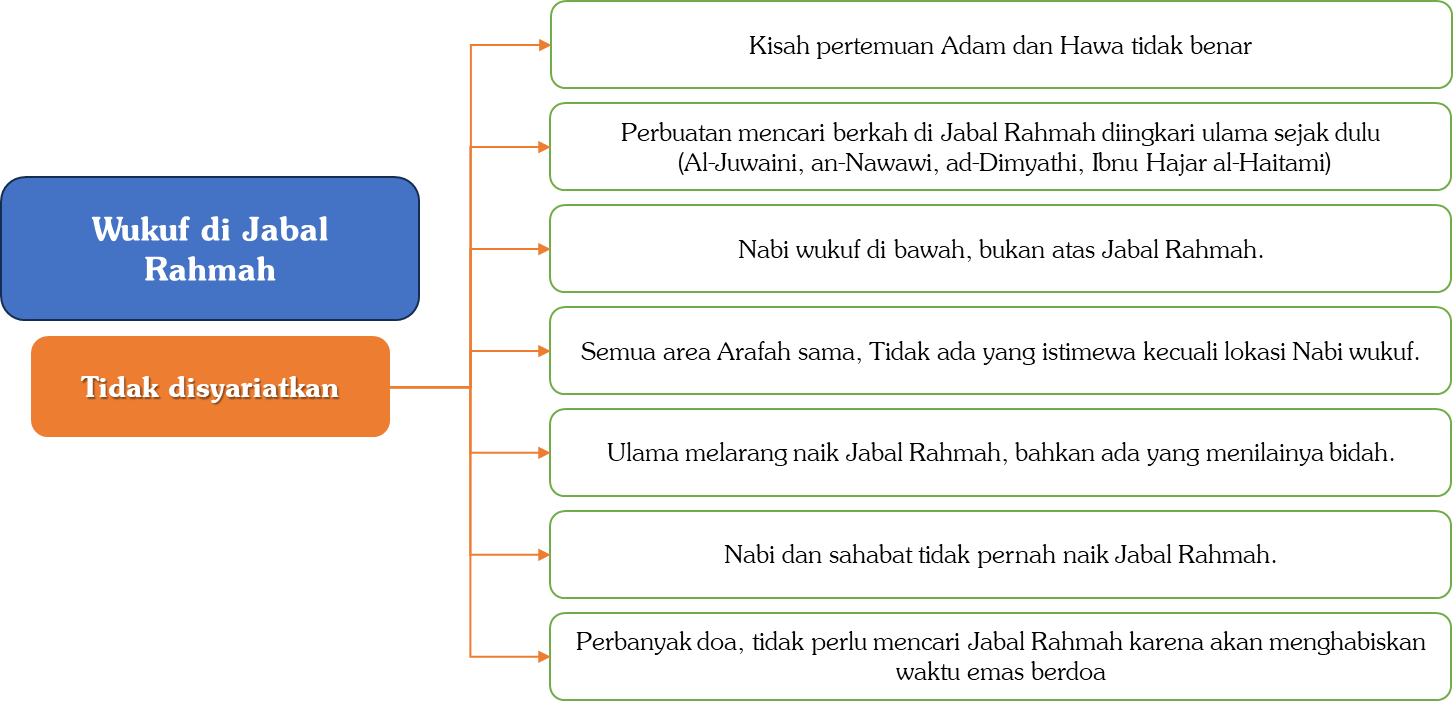 Wukuf di Jabal
Rahmah
Tidak disyariatkan
Kisah pertemuan Adam dan Hawa tidak benar
Perbuatan mencari berkah di Jabal Rahmah diingkari ulama sejak dulu
(Al-Juwaini, an-Nawawi, ad-Dimyathi, Ibnu Hajar al-Haitami)
Nabi wukuf di bawah, bukan atas Jabal Rahmah.
Semua area Arafah sama, Tidak ada yang istimewa kecuali lokasi Nabi wukuf.
Ulama melarang naik Jabal Rahmah, bahkan ada yang menilainya bidah.
Nabi dan sahabat tidak pernah naik Jabal Rahmah.
Perbanyak doa, tidak perlu mencari Jabal Rahmah karena akan menghabiskan
waktu emas berdoa